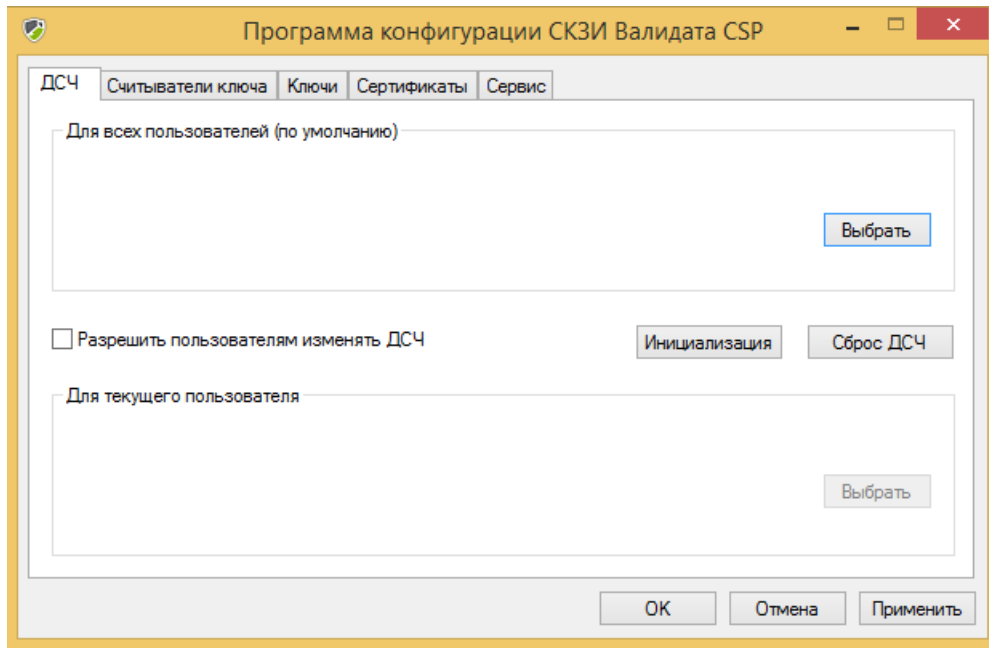 Программа конфигурации СКЗИ Валидата CSP
ДСЧ Считыватели ключа Ключи Сертификаты Сервис
Для всех пользователей (по умолчанию)
Выбрать
Разрешить пользователям изменять ДСЧ Инициализация Сброс ДСЧ
Для текущего пользователя
Выбрать
OK Отмена Применить